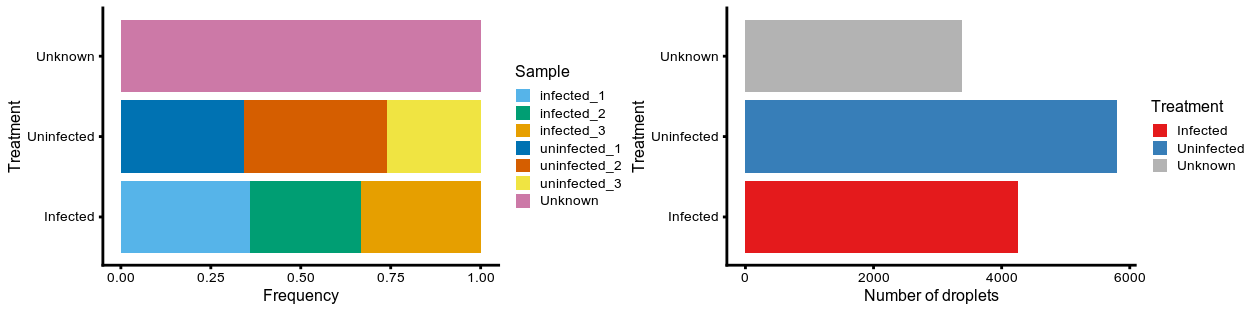 Treatment
Unknown
Uninfected
Infected
0.00 0.25 0.50 0.75 1.00
Frequency
Sample
infected_1
infected_2
infected_3
uninfected_1
uninfected_2
uninfected_3
Unknown
Treatment
Unknown
Uninfected
Infected
0 2000 4000 6000
Number of droplets
Treatment
Infected
Uninfected
Unknown